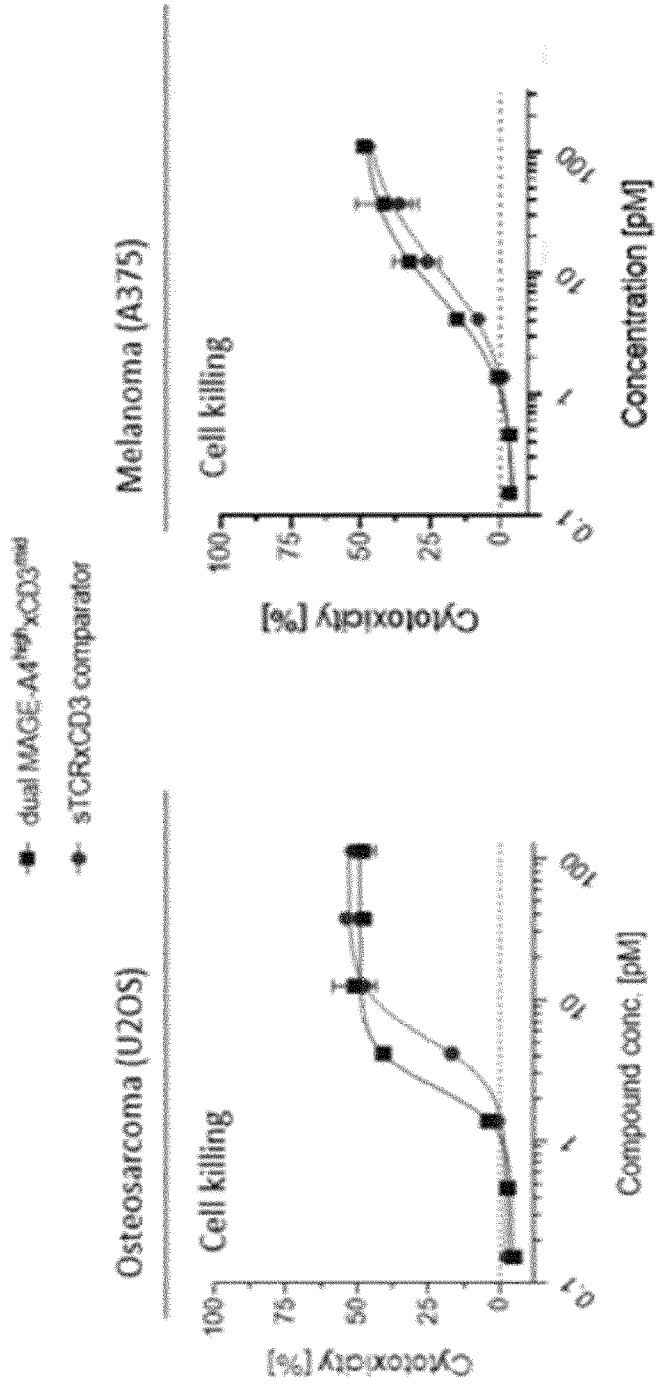 dual MAGE-A4high xCD3mid
sTCRxCD3 comparator
Osteosarcoma (U2OS)
Cell killing
Cytotoxicity [%]
100
75
50
25
0
0.1
1
10
100
Compound conc. [pM]
Melanoma (A375)
Cell killing
Cytotoxicity [%]
100
75
50
25
0
0.1
1
10
100
Concentration [pM]